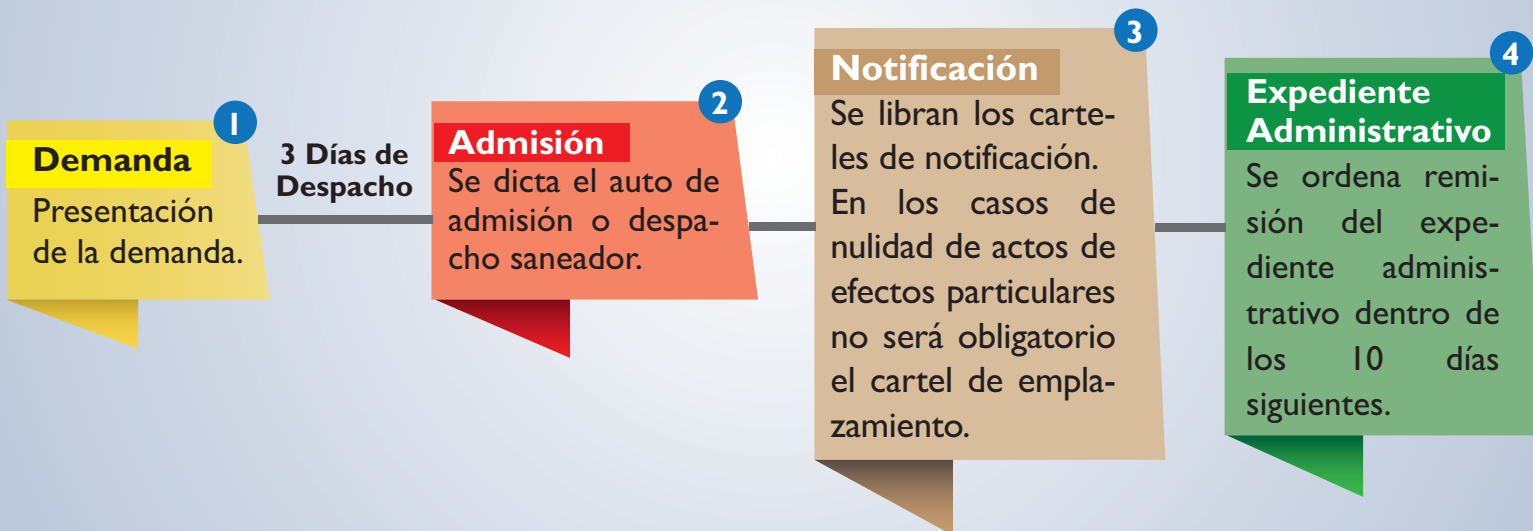 1
Demanda
Presentación
de la demanda.
3 Días de
Despacho
2
Admisión
Se dicta el auto de
admisión o despa-
cho saneador.
3
Notificación
Se libran los carte-
les de notificación.
En los casos de
nulidad de actos de
efectos particulares
no será obligatorio
el cartel de empla-
zamiento.
4
Expediente
Administrativo
Se ordena remi-
sión del expe-
diente adminis-
trativo dentro de
los 10 días
siguientes.